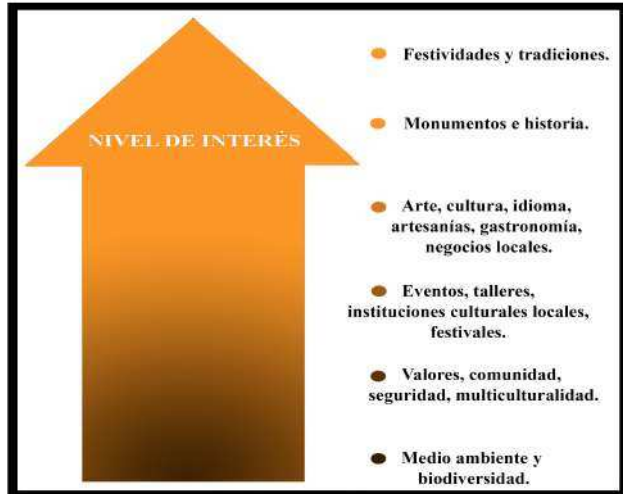 NIVEL DE INTERÉS
Festividades y tradiciones.
Monumentos e historia.
Arte, cultura, idioma,
artesanías, gastronomía,
negocios locales.
Eventos, talleres,
instituciones culturales locales,
festivales.
Valores, comunidad,
seguridad, multiculturalidad.
Medio ambiente y
biodiversidad.